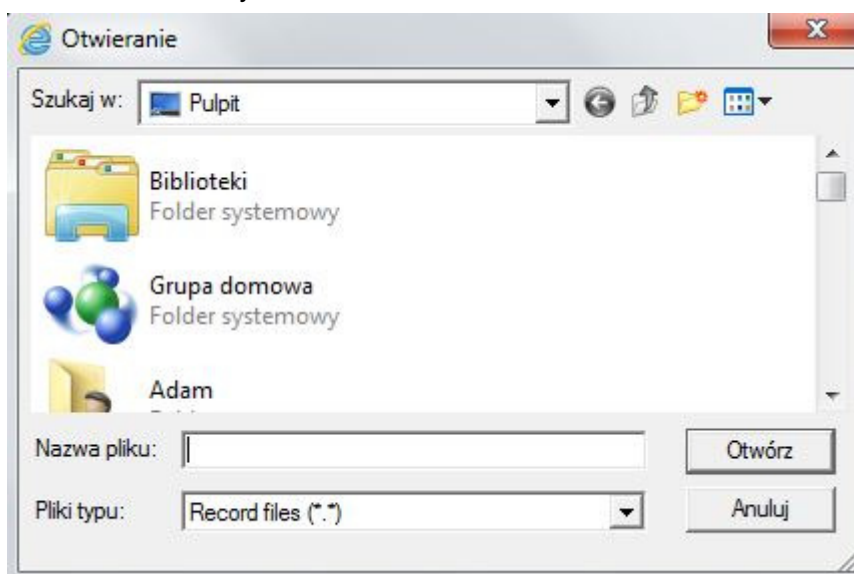 Otwieranie
Szukaj w: Pulpit
Biblioteki
Folder systemowy
Grupa domowa
Folder systemowy
Adam
Nazwa pliku:
Otwórz
Pliki typu: Record files (*.*)
Anuluj